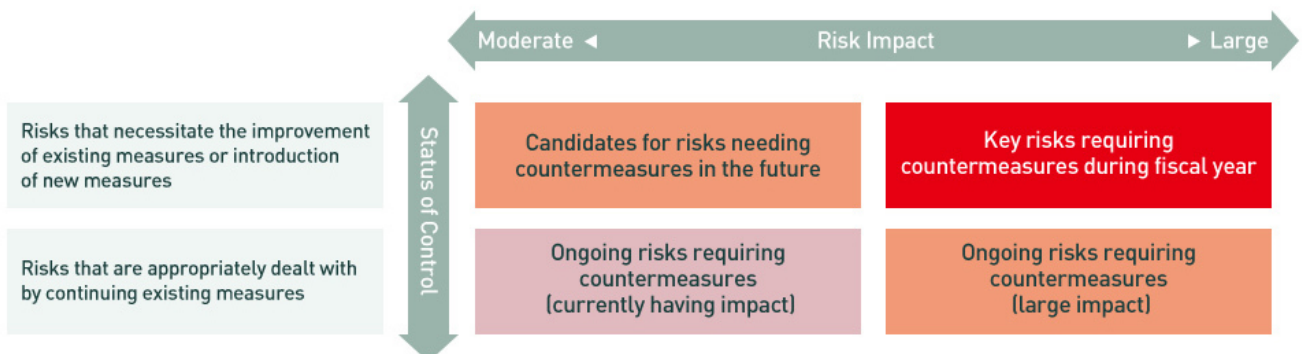 Moderate ◄ Risk Impact ► Large
Status of Control
Risks that necessitate the improvement
of existing measures or introduction
of new measures
Candidates for risks needing
countermeasures in the future
Key risks requiring
countermeasures during fiscal year
Risks that are appropriately dealt with
by continuing existing measures
Ongoing risks requiring
countermeasures
(currently having impact)
Ongoing risks requiring
countermeasures
(large impact)